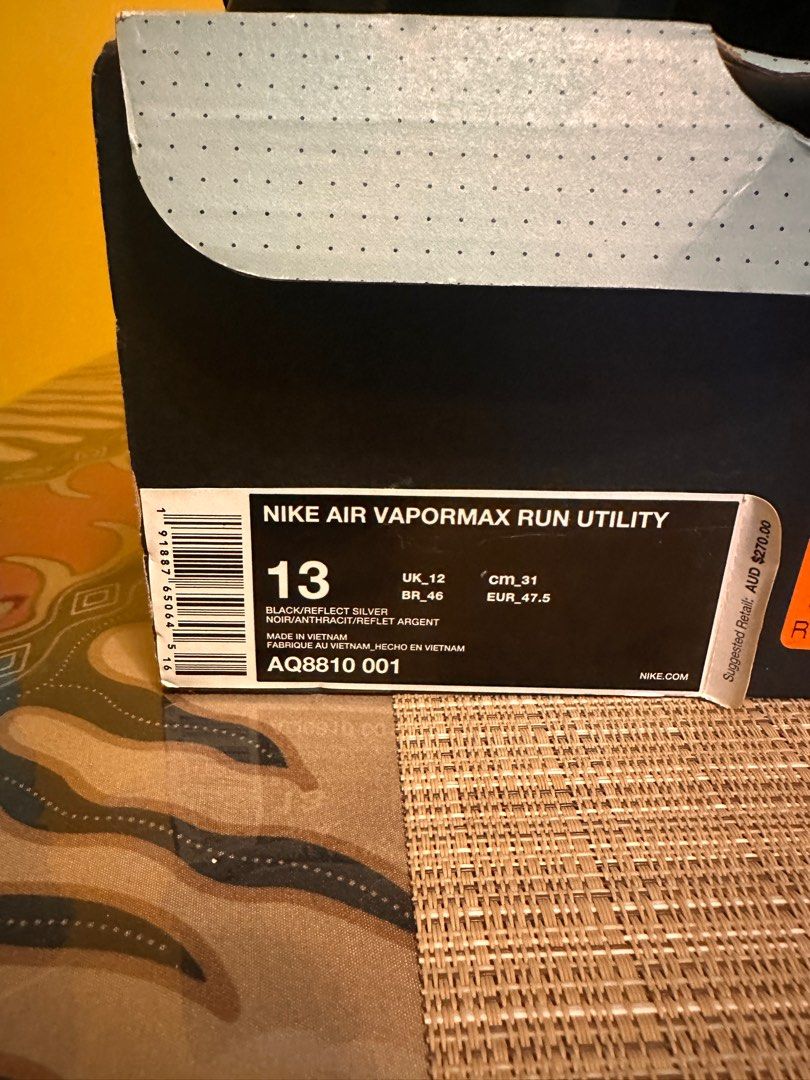 NIKE AIR VAPORMAX RUN UTILITY
13
UK_12 cm_31
BR_46 EUR_47.5
BLACK/REFLECT SILVER
NOIR/ANTHRACIT/REFLET ARGENT
MADE IN VIETNAM
FABRIQUE AU VIETNAM_HECHO EN VIETNAM
AQ8810 001
NIKE.COM
1 91887 65064 5 16
Suggested Retail: AUD $270.00